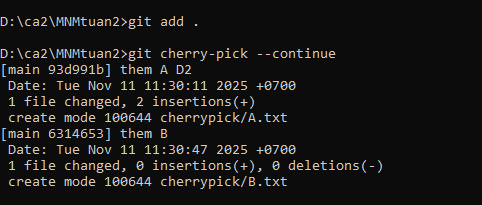 D:\ca2\MNMtuan2>git add .
D:\ca2\MNMtuan2>git cherry-pick --continue
[main 93d991b] them A D2
Date: Tue Nov 11 11:30:11 2025 +0700
1 file changed, 2 insertions(+)
create mode 100644 cherrypick/A.txt
[main 6314653] them B
Date: Tue Nov 11 11:30:47 2025 +0700
1 file changed, 0 insertions(+), 0 deletions(-)
create mode 100644 cherrypick/B.txt